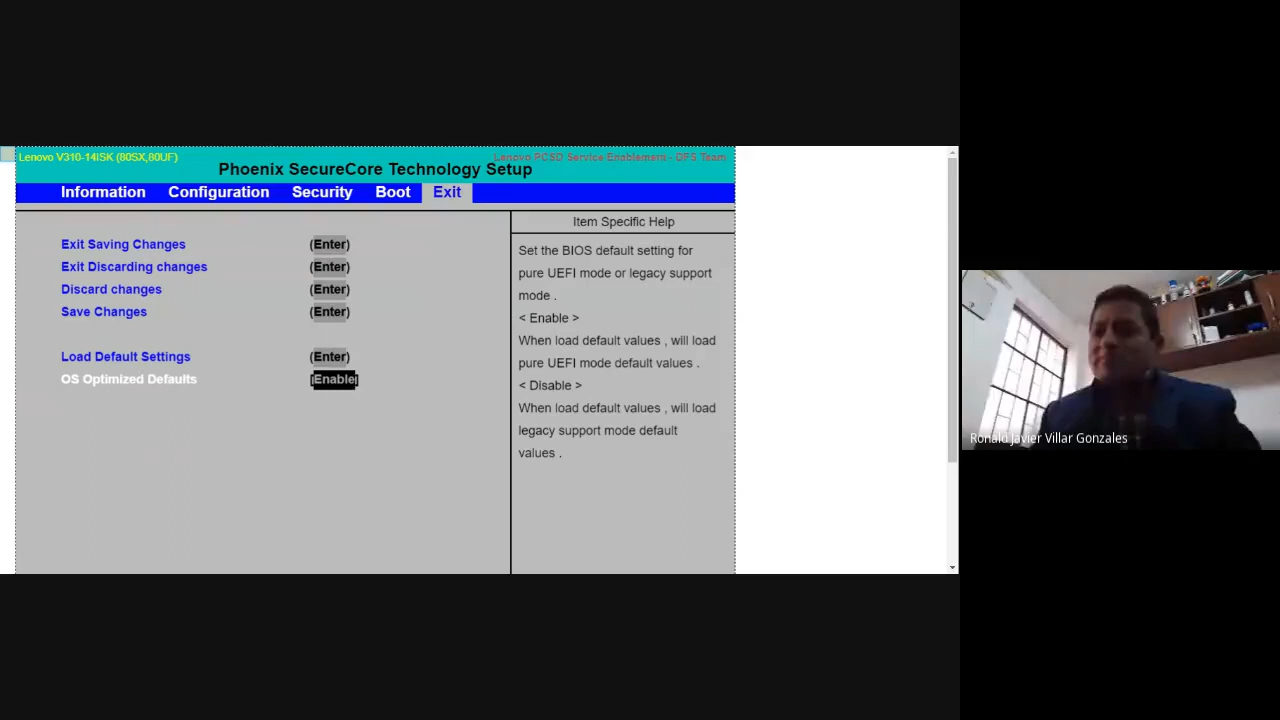 Lenovo V310-14ISK (80SX,80UF)
Lenovo PCSD Service Enablement - DFS Team
Phoenix SecureCore Technology Setup
Information Configuration Security Boot Exit
Item Specific Help
Exit Saving Changes (Enter)
Exit Discarding changes (Enter)
Discard changes (Enter)
Save Changes (Enter)
Load Default Settings (Enter)
OS Optimized Defaults [Enable]
Set the BIOS default setting for
pure UEFI mode or legacy support
mode .
< Enable >
When load default values , will load
pure UEFI mode default values .
< Disable >
When load default values , will load
legacy support mode default
values .
Ronald Javier Villar Gonzales